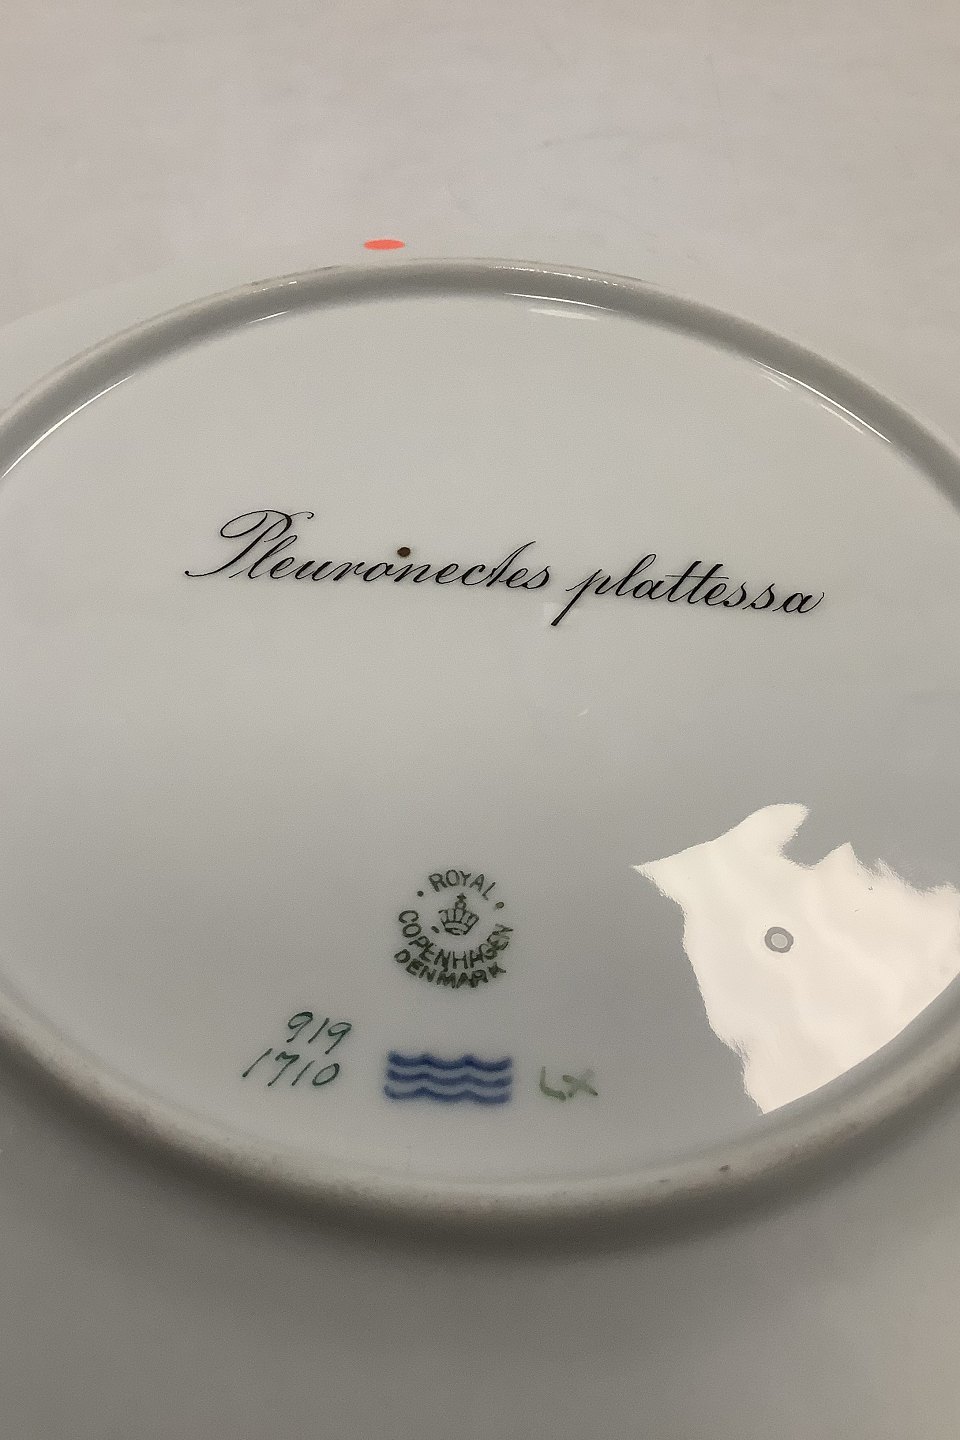 Pleuronectes plattessa
ROYAL
COPENHAGEN
DENMARK
919
1710
LX